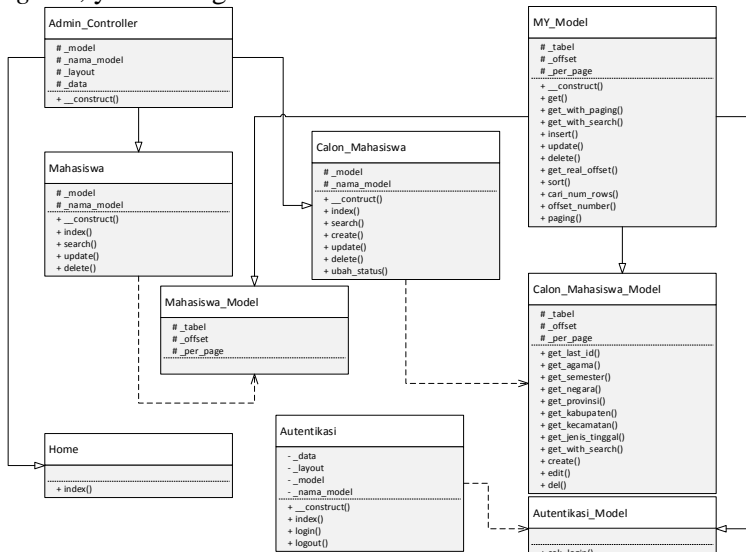 Admin_Controller
# _model
# _nama_model
# _layout
# _data
+ __construct()
MY_Model
# _tabel
# _offset
# _per_page
+ __construct()
+ get()
+ get_with_paging()
+ get_with_search()
+ insert()
+ update()
+ delete()
+ get_real_offset()
+ sort()
+ cari_num_rows()
+ offset_number()
+ paging()
Mahasiswa
# _model
# _nama_model
+ __construct()
+ index()
+ search()
+ update()
+ delete()
Calon_Mahasiswa
# _model
# _nama_model
+ __contruct()
+ index()
+ search()
+ create()
+ update()
+ delete()
+ ubah_status()
Mahasiswa_Model
# _tabel
# _offset
# _per_page
Calon_Mahasiswa_Model
# _tabel
# _offset
# _per_page
+ get_last_id()
+ get_agama()
+ get_semester()
+ get_negara()
+ get_provinsi()
+ get_kabupaten()
+ get_kecamatan()
+ get_jenis_tinggal()
+ get_with_search()
+ create()
+ edit()
+ del()
Home
+ index()
Autentikasi
- _data
- _layout
- _model
- _nama_model
+ __construct()
+ index()
+ login()
+ logout()
Autentikasi_Model